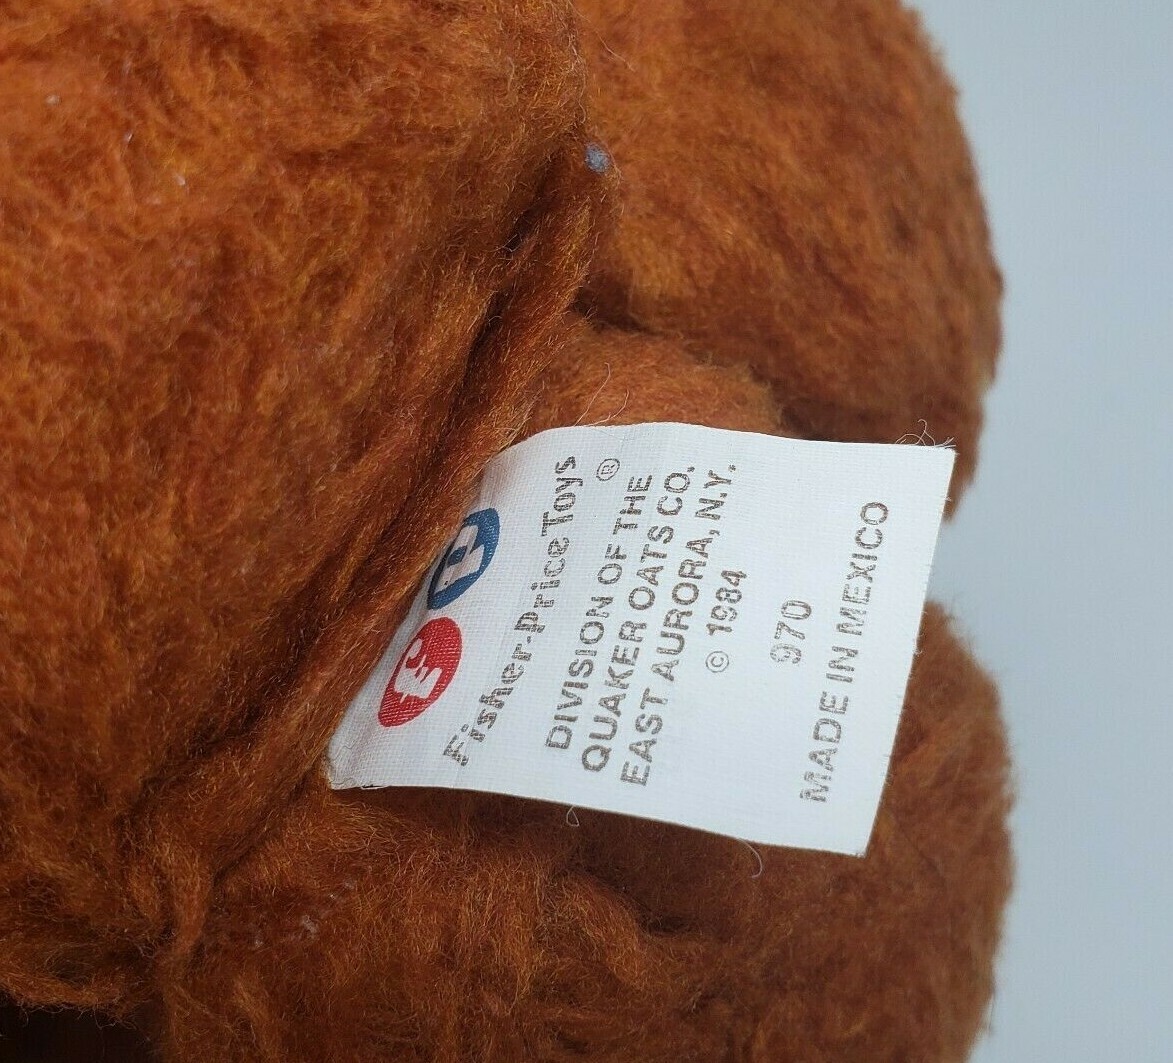 F P
Fisher-Price Toys ®
DIVISION OF THE
QUAKER OATS CO.
EAST AURORA, N.Y.
© 1984
970
MADE IN MEXICO